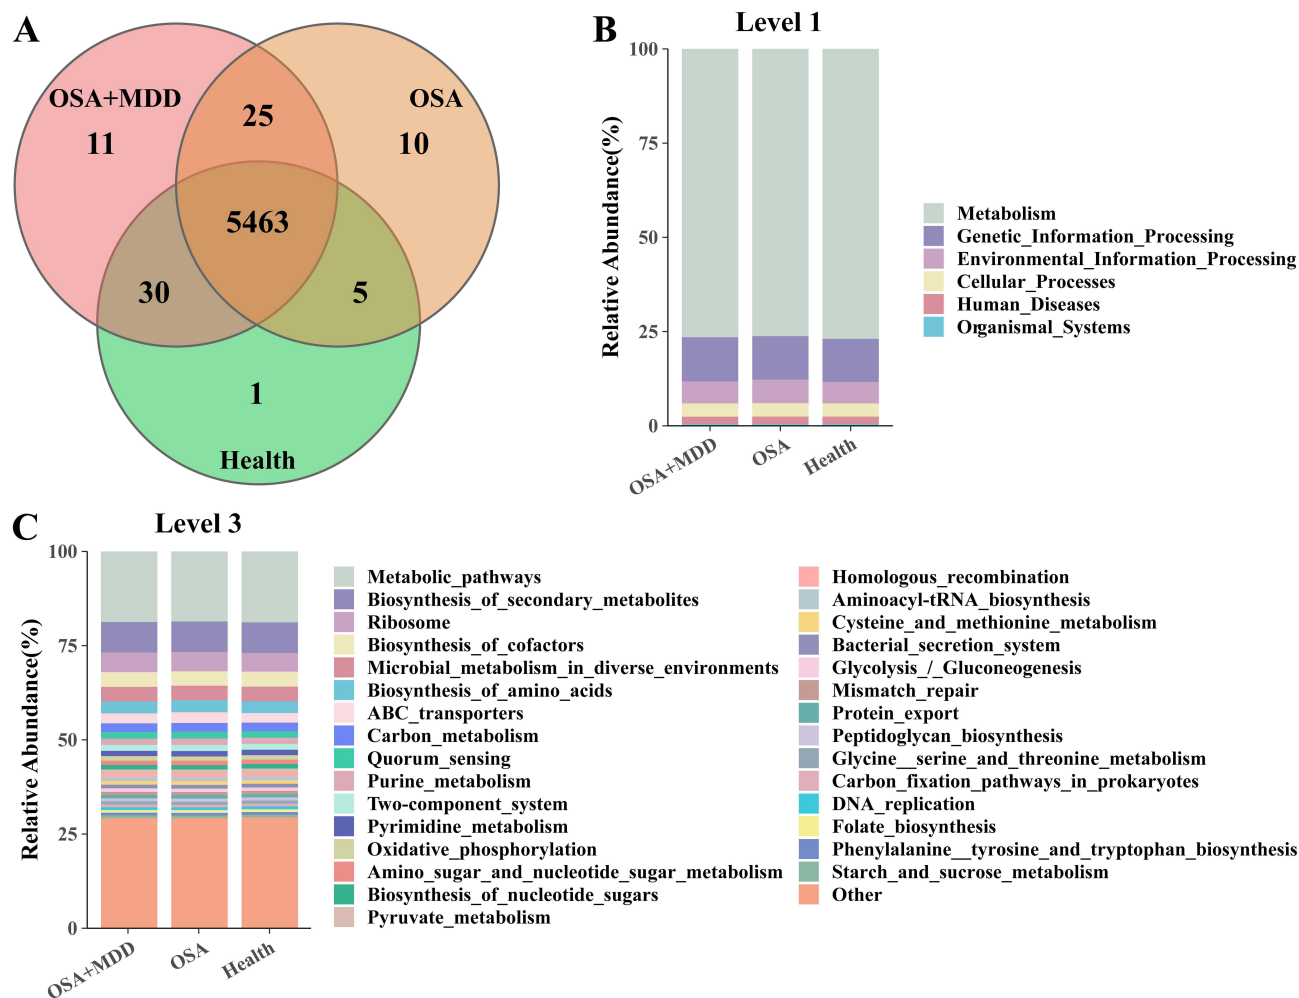 A
OSA+MDD
11
25
OSA
10
5463
30
5
1
Health
B
Level 1
Relative Abundance(%)
100
75
50
25
0
OSA+MDD
OSA
Health
Metabolism
Genetic_Information_Processing
Environmental_Information_Processing
Cellular_Processes
Human_Diseases
Organismal_Systems
C
Level 3
Relative Abundance(%)
100
75
50
25
0
OSA+MDD
OSA
Health
Metabolic_pathways
Biosynthesis_of_secondary_metabolites
Ribosome
Biosynthesis_of_cofactors
Microbial_metabolism_in_diverse_environments
Biosynthesis_of_amino_acids
ABC_transporters
Carbon_metabolism
Quorum_sensing
Purine_metabolism
Two-component_system
Pyrimidine_metabolism
Oxidative_phosphorylation
Amino_sugar_and_nucleotide_sugar_metabolism
Biosynthesis_of_nucleotide_sugars
Pyruvate_metabolism
Homologous_recombination
Aminoacyl-tRNA_biosynthesis
Cysteine_and_methionine_metabolism
Bacterial_secretion_system
Glycolysis_/_Gluconeogenesis
Mismatch_repair
Protein_export
Peptidoglycan_biosynthesis
Glycine__serine_and_threonine_metabolism
Carbon_fixation_pathways_in_prokaryotes
DNA_replication
Folate_biosynthesis
Phenylalanine__tyrosine_and_tryptophan_biosynthesis
Starch_and_sucrose_metabolism
Other